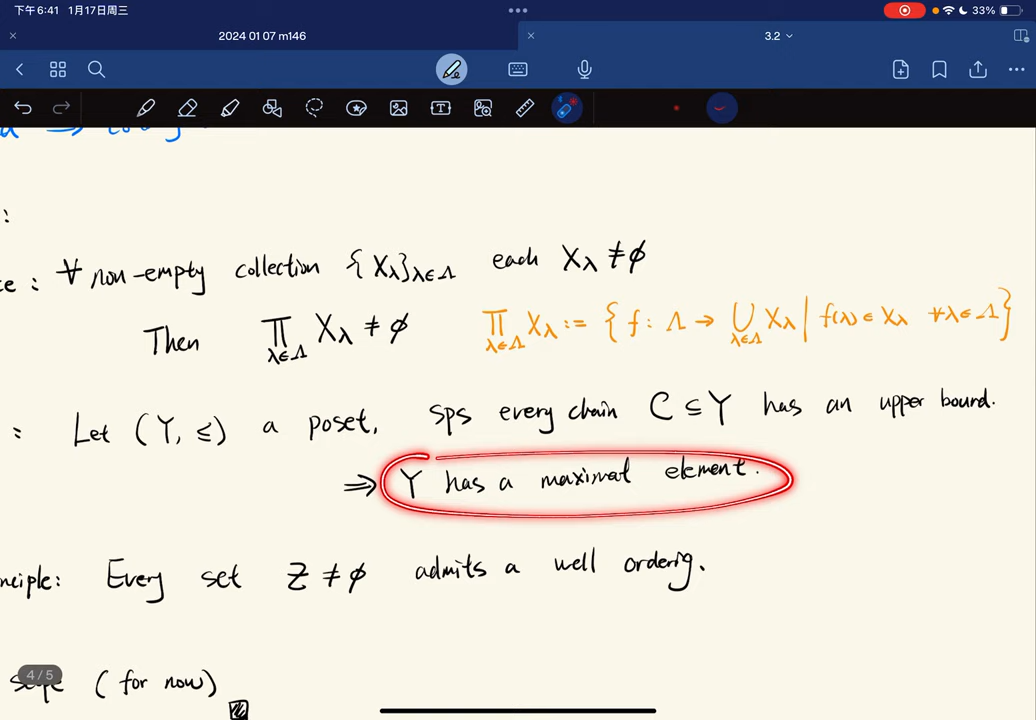 下午6:41 1月17日周三
33%
2024 01 07 m146
3.2
:
ce : ∀ non-empty collection {Xλ}λ∈Λ each Xλ ≠ ϕ
Then ∏λ∈Λ Xλ ≠ ϕ ∏λ∈Λ Xλ := { f : Λ → ∪λ∈Λ Xλ | f(λ) ∈ Xλ ∀λ∈Λ }
: Let (Y, ≤) a poset, sps every chain C ⊆ Y has an upper bound.
⇒ Y has a maximal element.
nciple: Every set Z ≠ ϕ admits a well orderig.
4 / 5
(for now)